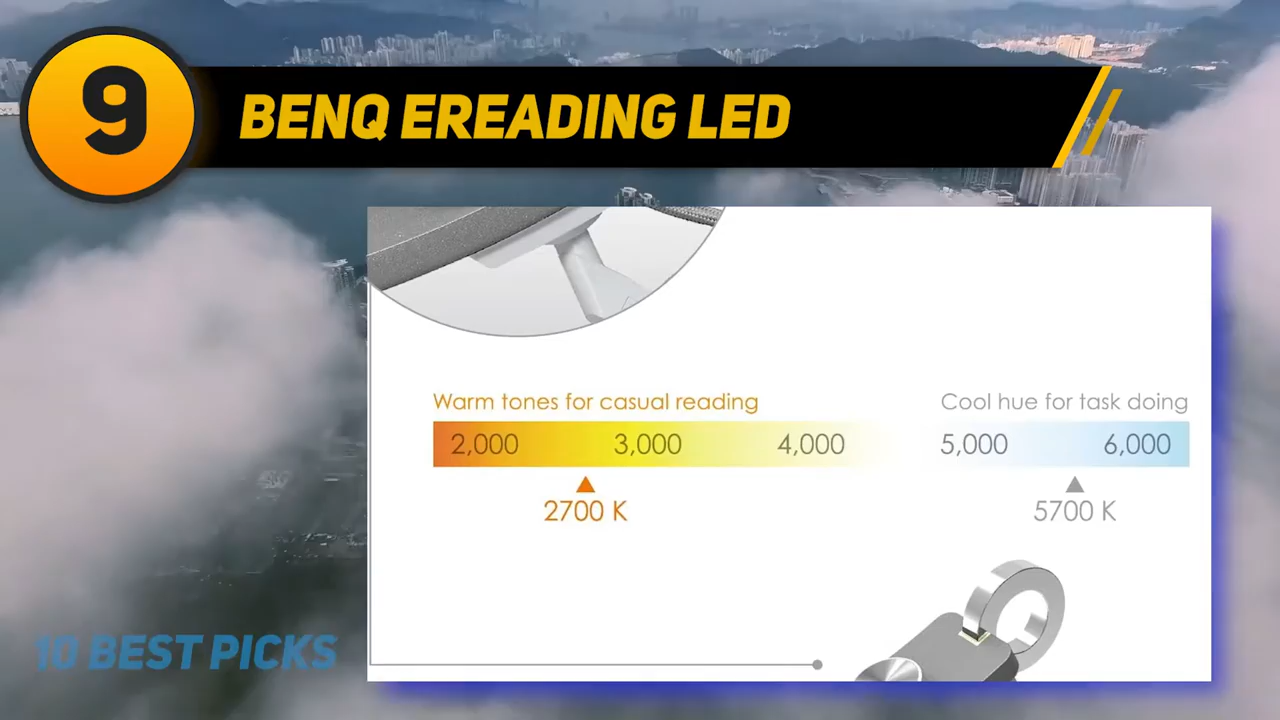 9
BENQ EREADING LED
Warm tones for casual reading
Cool hue for task doing
2,000 3,000 4,000 5,000 6,000
2700 K
5700 K
10 BEST PICKS